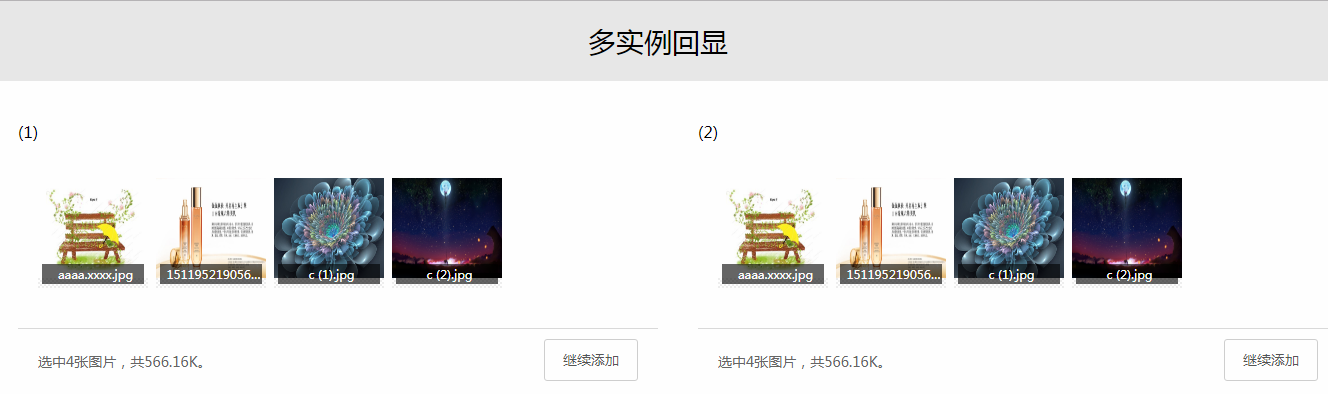 多实例回显
(1)
aaaa.xxxx.jpg
151195219056...
c (1).jpg
c (2).jpg
选中4张图片，共566.16K。
继续添加
(2)
aaaa.xxxx.jpg
151195219056...
c (1).jpg
c (2).jpg
选中4张图片，共566.16K。
继续添加